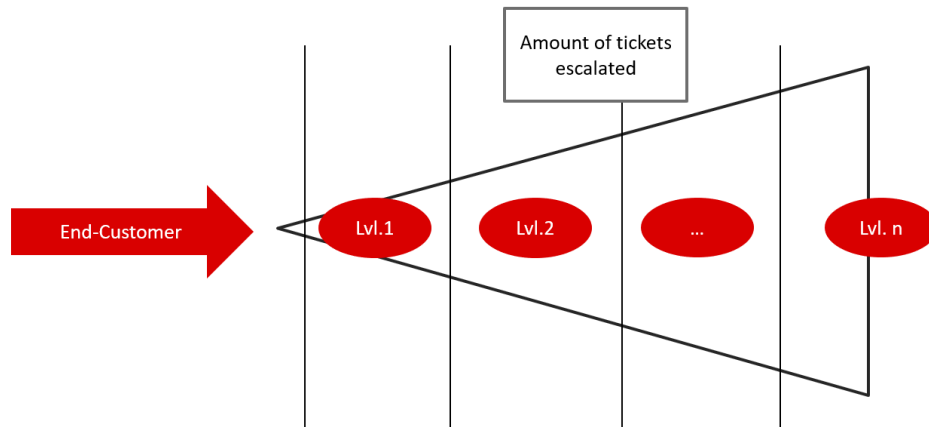 Amount of tickets
escalated
End-Customer
Lvl.1
Lvl.2
...
Lvl. n